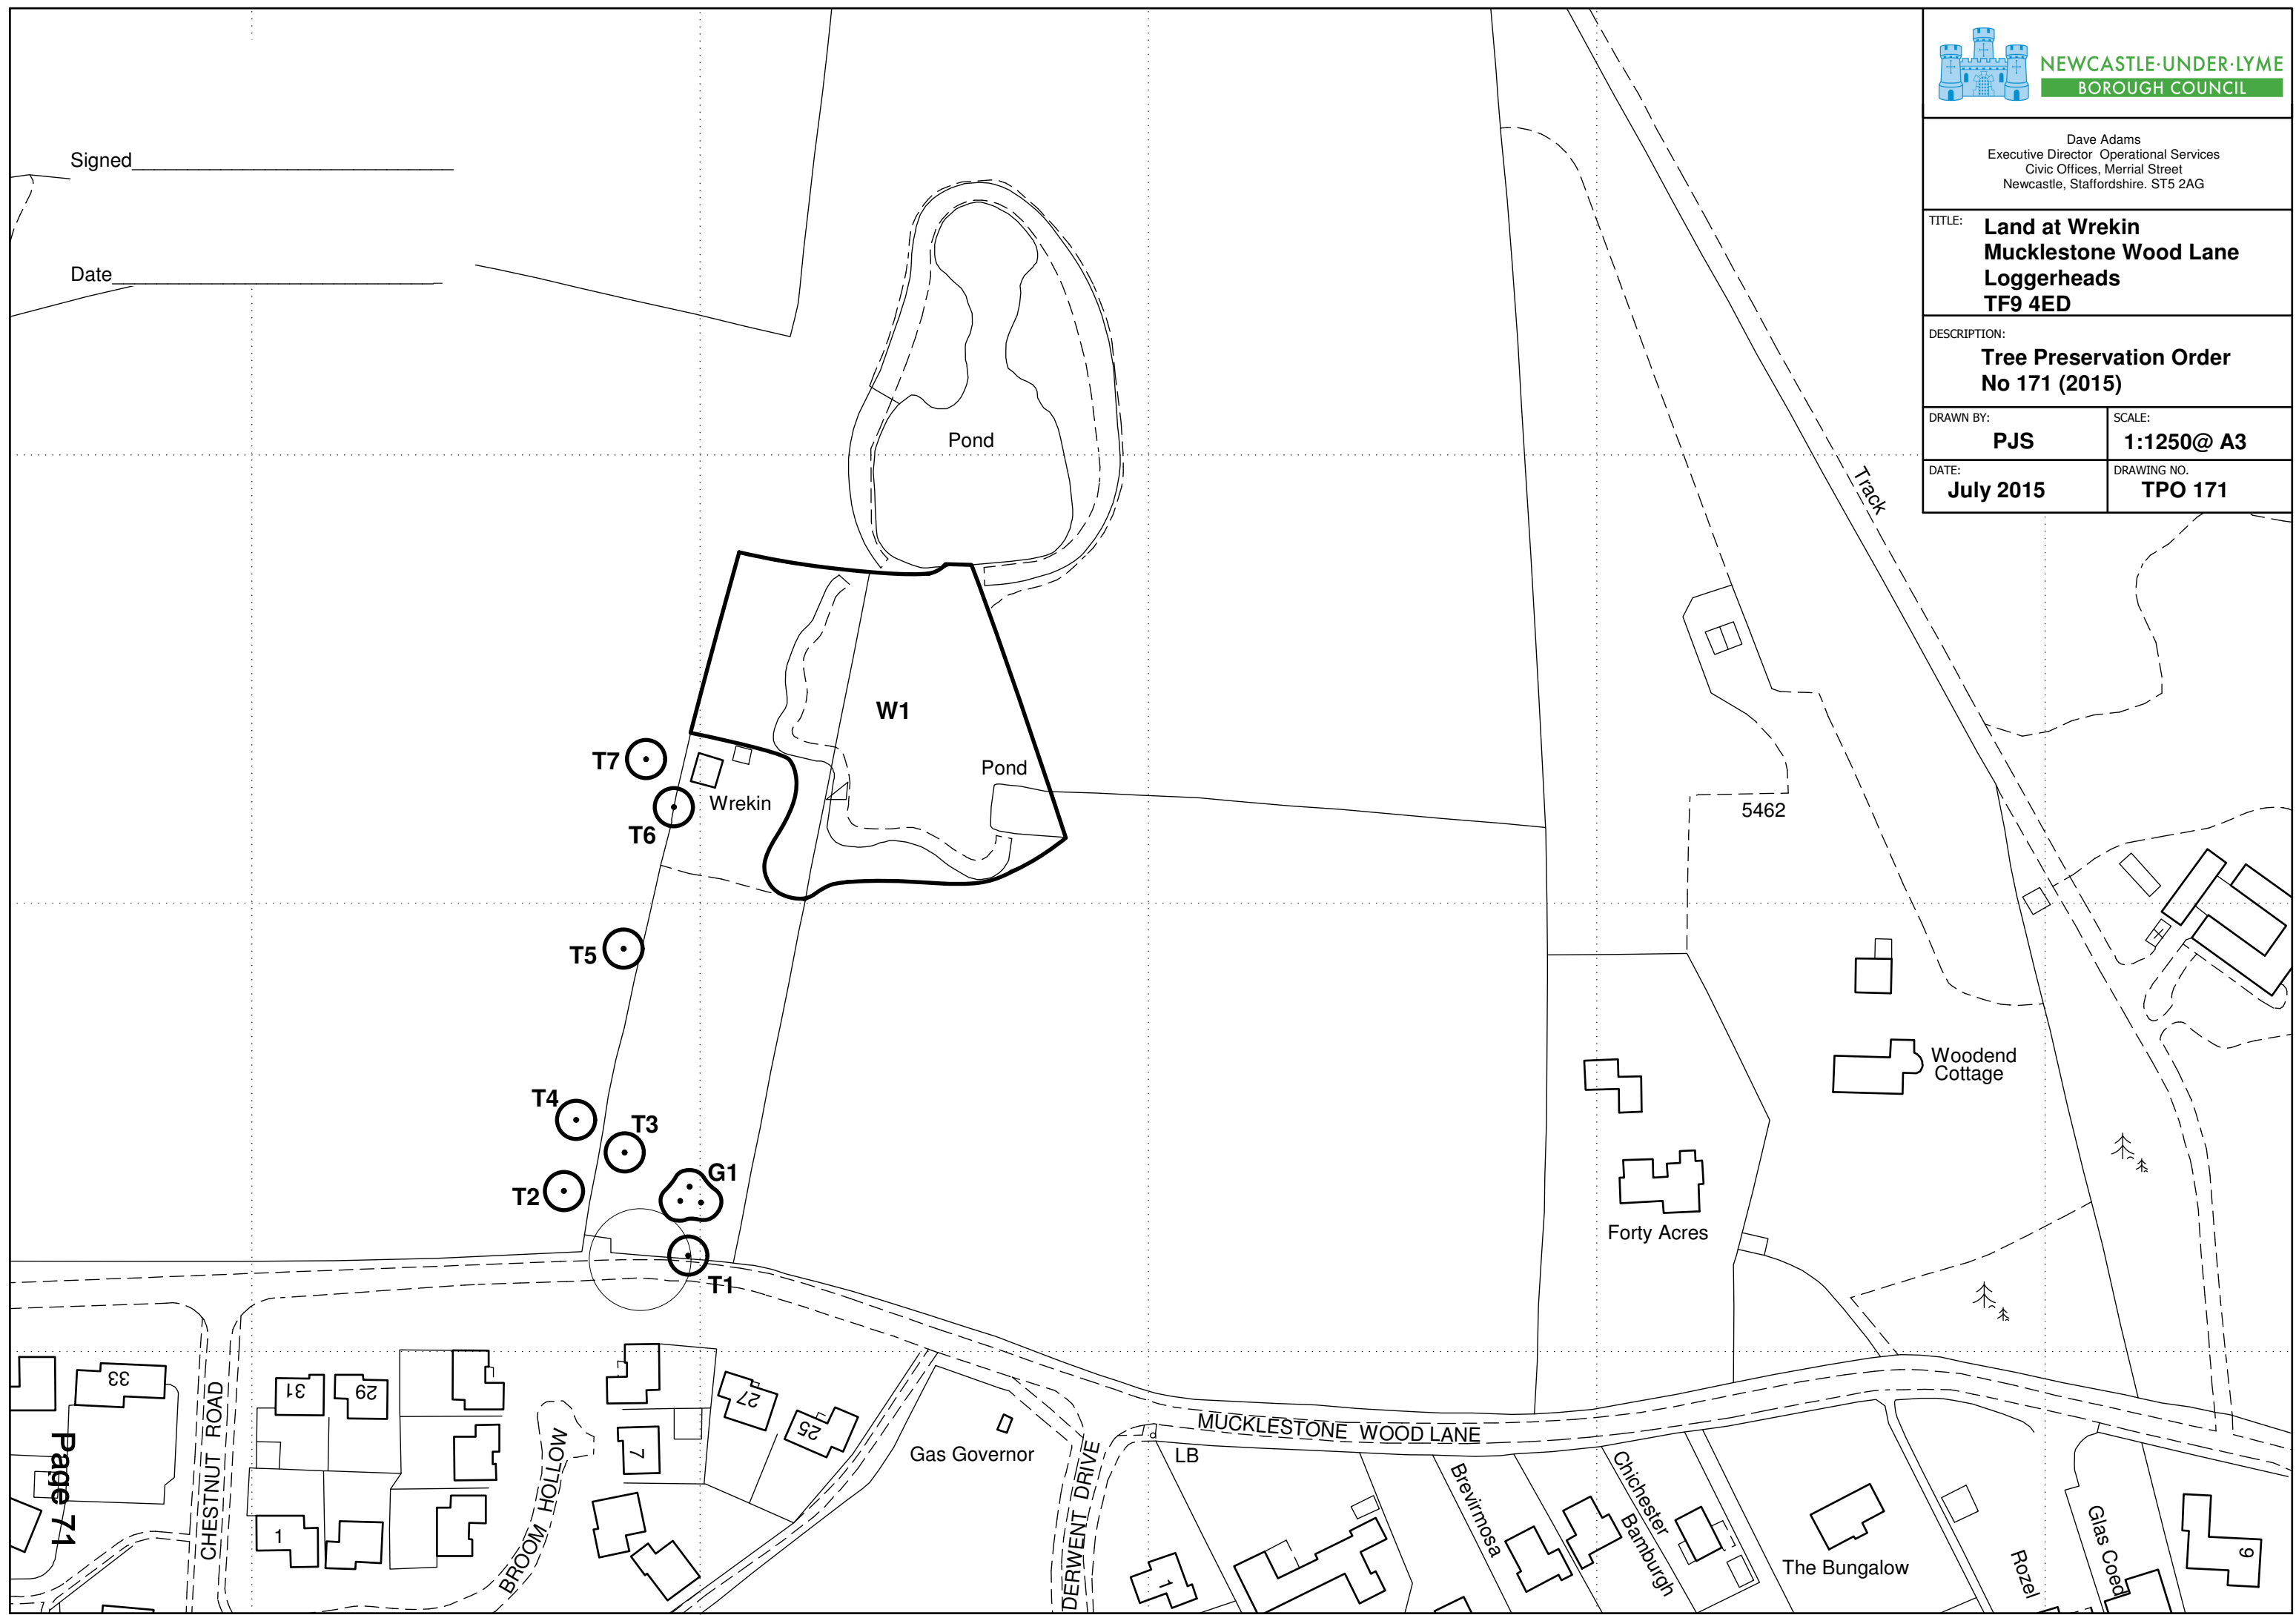 NEWCASTLE·UNDER·LYME
BOROUGH COUNCIL
Dave Adams
Executive Director Operational Services
Civic Offices, Merrial Street
Newcastle, Staffordshire. ST5 2AG
TITLE:
Land at Wrekin
Mucklestone Wood Lane
Loggerheads
TF9 4ED
DESCRIPTION:
Tree Preservation Order
No 171 (2015)
DRAWN BY:
PJS
SCALE:
1:1250@ A3
DATE:
July 2015
DRAWING NO.
TPO 171
Signed
Date
Pond
Track
W1
T7
Pond
Wrekin
T6
5462
T5
Woodend
Cottage
T4
T3
G1
T2
Forty Acres
T1
33
31
29
27
25
7
1
CHESTNUT ROAD
BROOM HOLLOW
Gas Governor
DERWENT DRIVE
LB
MUCKLESTONE WOOD LANE
1
Brevirmosa
Chichester
Bamburgh
The Bungalow
Rozel
Glas Coed
9
Page 71